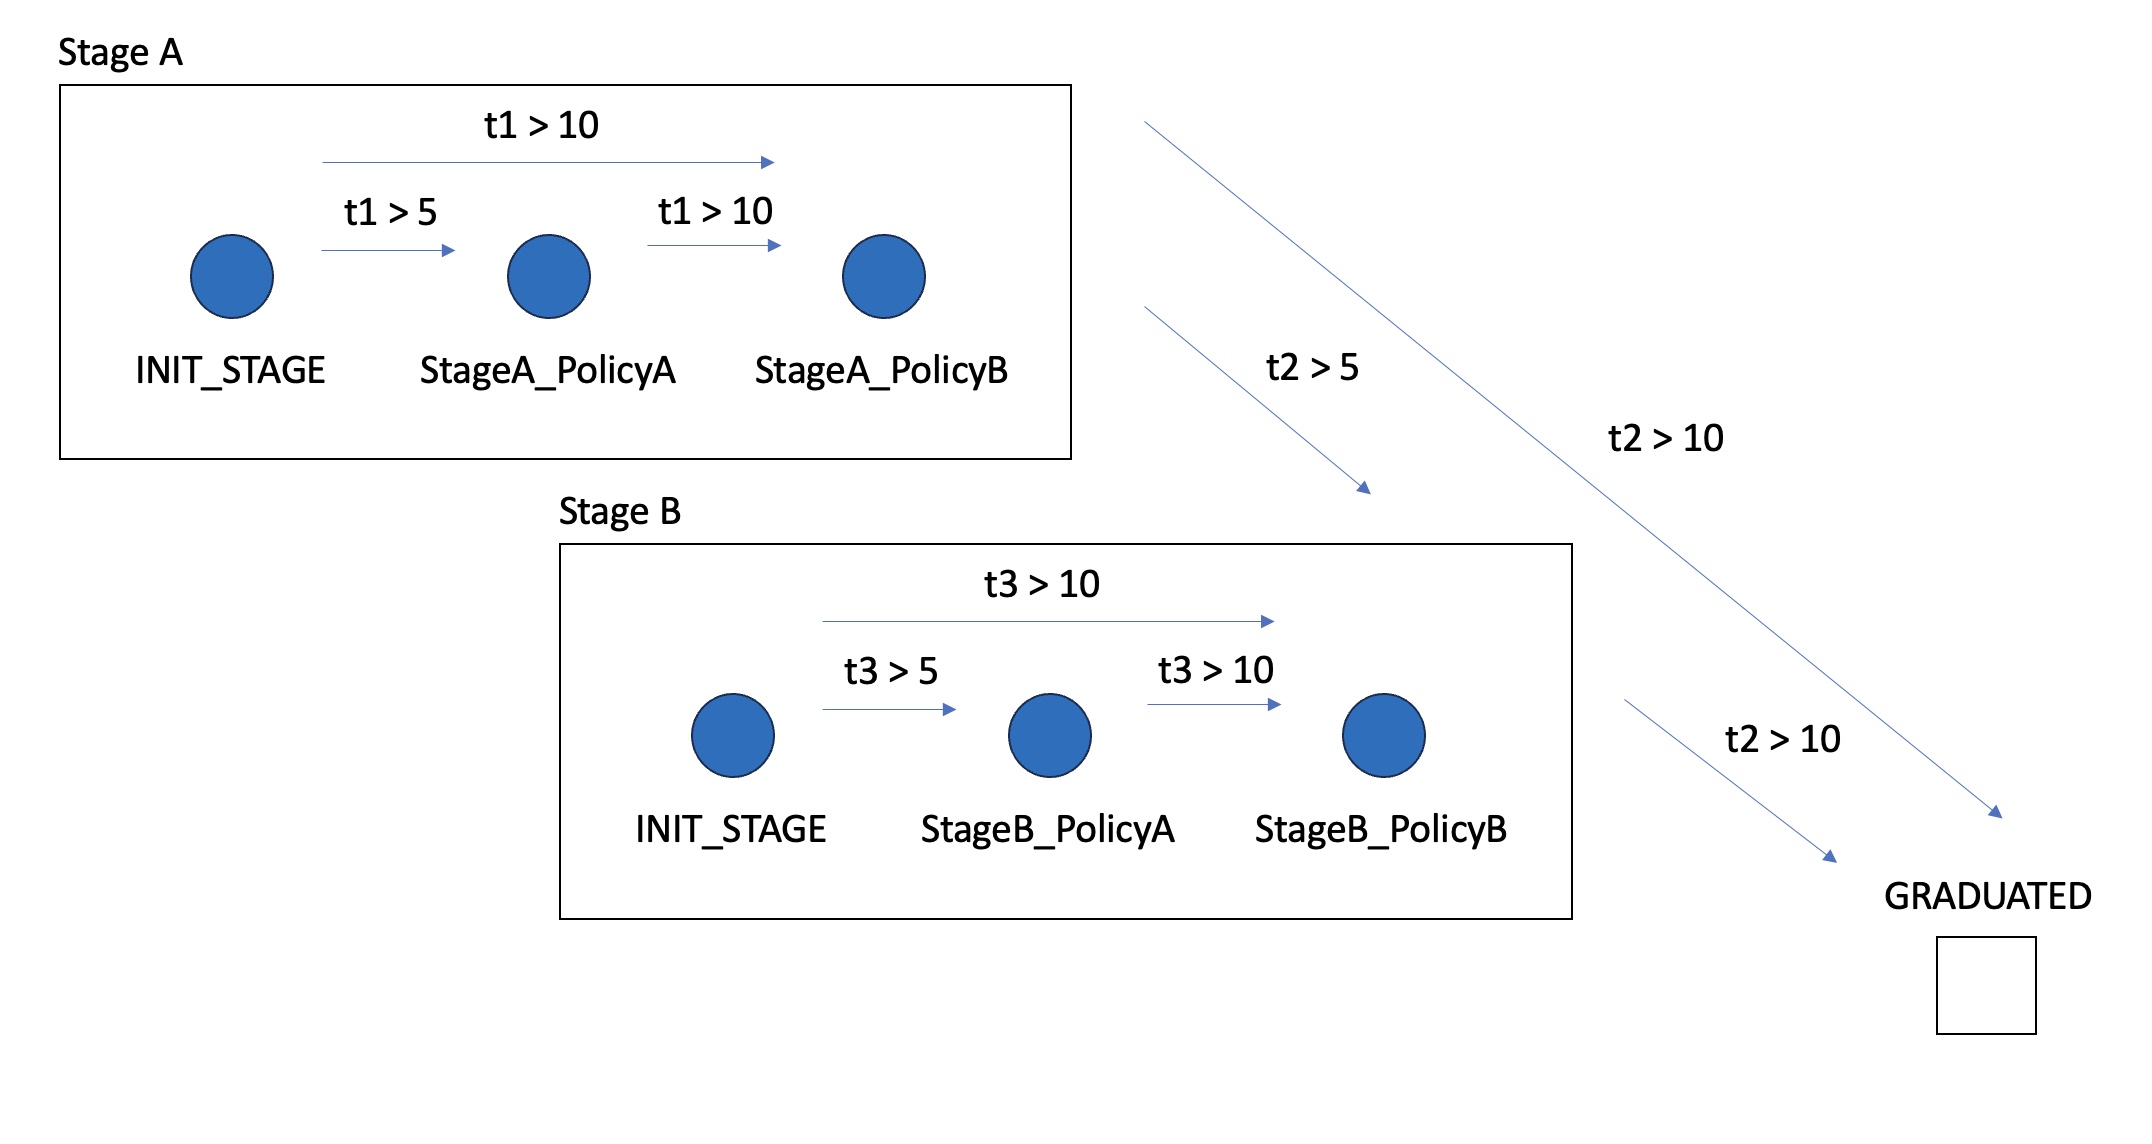 Stage A
t1 > 10
t1 > 5
t1 > 10
INIT_STAGE
StageA_PolicyA
StageA_PolicyB
t2 > 5
t2 > 10
Stage B
t3 > 10
t3 > 5
t3 > 10
INIT_STAGE
StageB_PolicyA
StageB_PolicyB
t2 > 10
GRADUATED